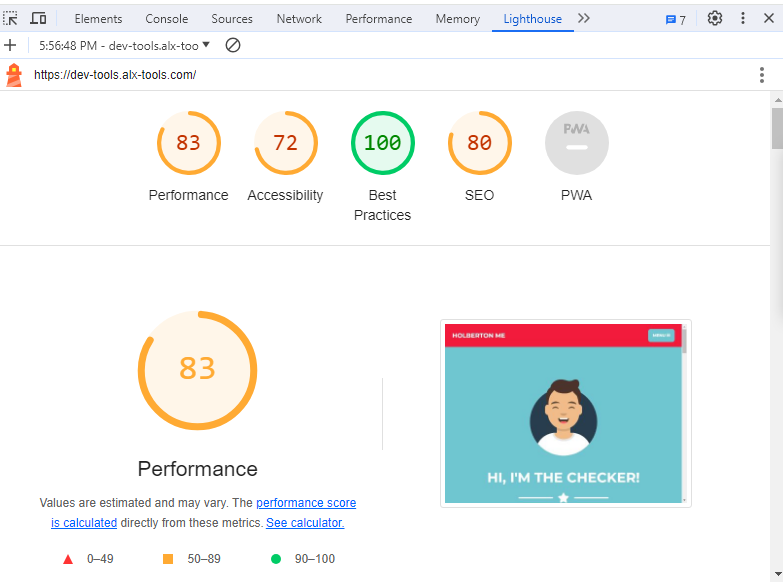 Elements Console Sources Network Performance Memory Lighthouse 7
5:56:48 PM - dev-tools.alx-too
https://dev-tools.alx-tools.com/
83 72 100 80 PWA
Performance Accessibility Best Practices SEO PWA
83
HOLBERTON ME
HI, I'M THE CHECKER!
Performance
Values are estimated and may vary. The performance score
is calculated directly from these metrics. See calculator.
0–49 50–89 90–100